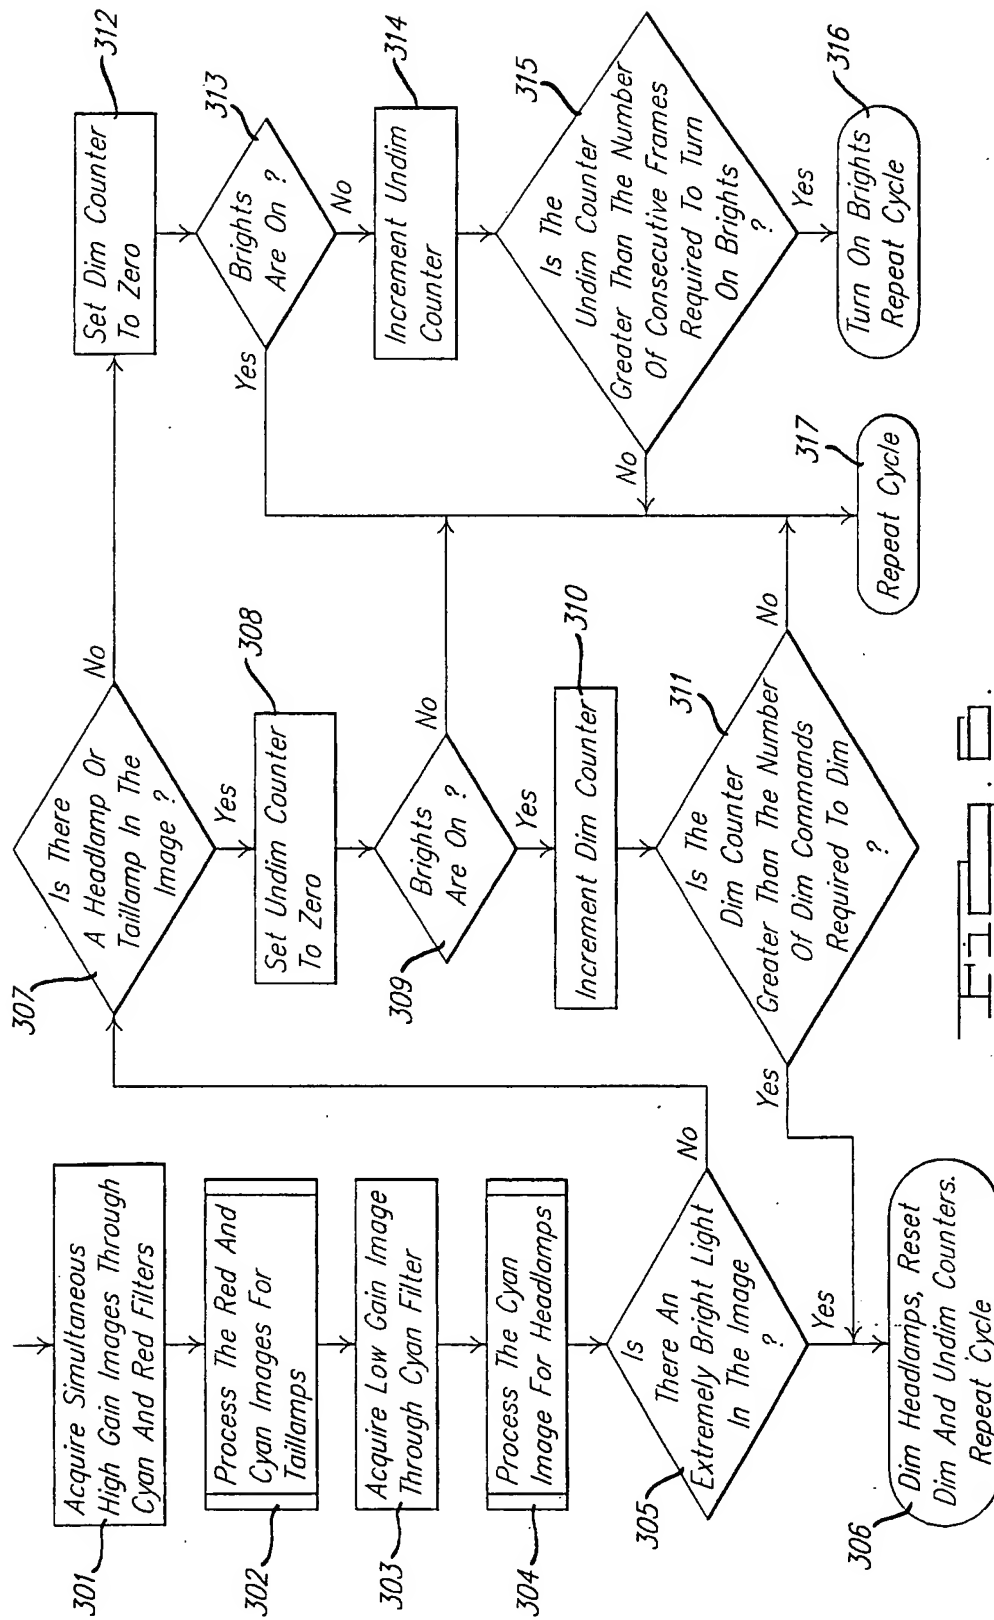 301
Acquire Simultaneous
High Gain Images Through
Cyan And Red Filters
302
Process The Red And
Cyan Images For
Taillamps
303
Acquire Low Gain Image
Through Cyan Filter
304
Process The Cyan
Image For Headlamps
305
Is
There An
Extremely Bright Light
In The Image
?
No
Yes
306
Dim Headlamps, Reset
Dim And Undim Counters.
Repeat Cycle
307
Is There
A Headlamp Or
Taillamp In The
Image ?
No
Yes
308
Set Undim Counter
To Zero
309
Brights
Are On ?
No
Yes
310
Increment Dim Counter
311
Is The
Dim Counter
Greater Than The Number
Of Dim Commands
Required To Dim
?
Yes
No
312
Set Dim Counter
To Zero
313
Brights
Are On ?
Yes
No
314
Increment Undim
Counter
315
Is The
Undim Counter
Greater Than The Number
Of Consecutive Frames
Required To Turn
On Brights
?
No
Yes
316
Turn On Brights
Repeat Cycle
317
Repeat Cycle